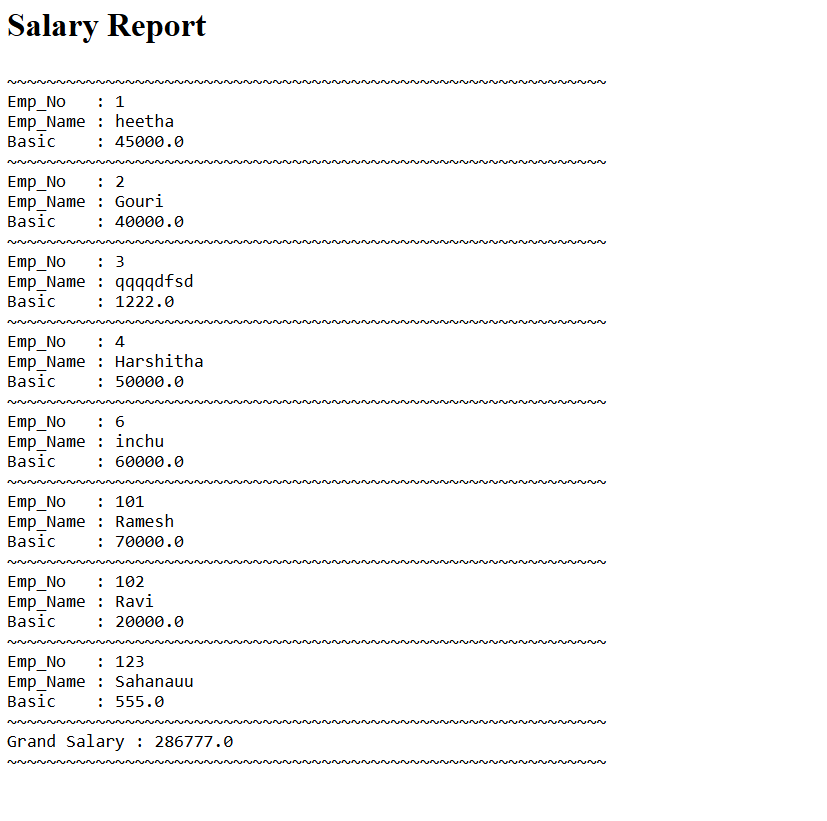 Salary Report
~~~~~~~~~~~~~~~~~~~~~~~~~~~~~~~~~~~~~~~~~~~~~~~~~~~~~~~~~~~~~
Emp_No   : 1
Emp_Name : heetha
Basic    : 45000.0
~~~~~~~~~~~~~~~~~~~~~~~~~~~~~~~~~~~~~~~~~~~~~~~~~~~~~~~~~~~~~
Emp_No   : 2
Emp_Name : Gouri
Basic    : 40000.0
~~~~~~~~~~~~~~~~~~~~~~~~~~~~~~~~~~~~~~~~~~~~~~~~~~~~~~~~~~~~~
Emp_No   : 3
Emp_Name : qqqqdfsd
Basic    : 1222.0
~~~~~~~~~~~~~~~~~~~~~~~~~~~~~~~~~~~~~~~~~~~~~~~~~~~~~~~~~~~~~
Emp_No   : 4
Emp_Name : Harshitha
Basic    : 50000.0
~~~~~~~~~~~~~~~~~~~~~~~~~~~~~~~~~~~~~~~~~~~~~~~~~~~~~~~~~~~~~
Emp_No   : 6
Emp_Name : inchu
Basic    : 60000.0
~~~~~~~~~~~~~~~~~~~~~~~~~~~~~~~~~~~~~~~~~~~~~~~~~~~~~~~~~~~~~
Emp_No   : 101
Emp_Name : Ramesh
Basic    : 70000.0
~~~~~~~~~~~~~~~~~~~~~~~~~~~~~~~~~~~~~~~~~~~~~~~~~~~~~~~~~~~~~
Emp_No   : 102
Emp_Name : Ravi
Basic    : 20000.0
~~~~~~~~~~~~~~~~~~~~~~~~~~~~~~~~~~~~~~~~~~~~~~~~~~~~~~~~~~~~~
Emp_No   : 123
Emp_Name : Sahanauu
Basic    : 555.0
~~~~~~~~~~~~~~~~~~~~~~~~~~~~~~~~~~~~~~~~~~~~~~~~~~~~~~~~~~~~~
Grand Salary : 286777.0
~~~~~~~~~~~~~~~~~~~~~~~~~~~~~~~~~~~~~~~~~~~~~~~~~~~~~~~~~~~~~